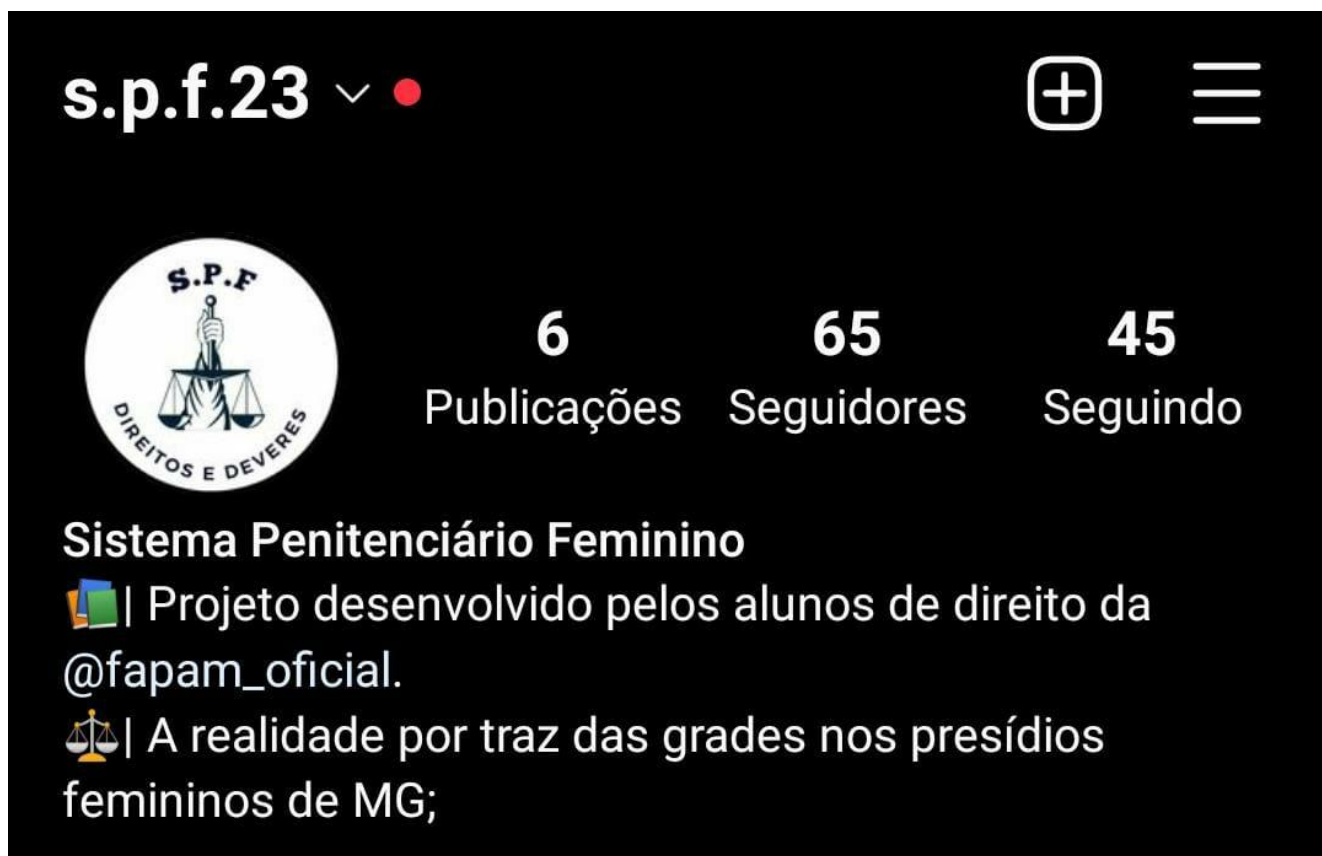 s.p.f.23
S.P.F
DIREITOS E DEVERES
6 65 45
Publicações Seguidores Seguindo
Sistema Penitenciário Feminino
| Projeto desenvolvido pelos alunos de direito da
@fapam_oficial.
| A realidade por traz das grades nos presídios
femininos de MG;